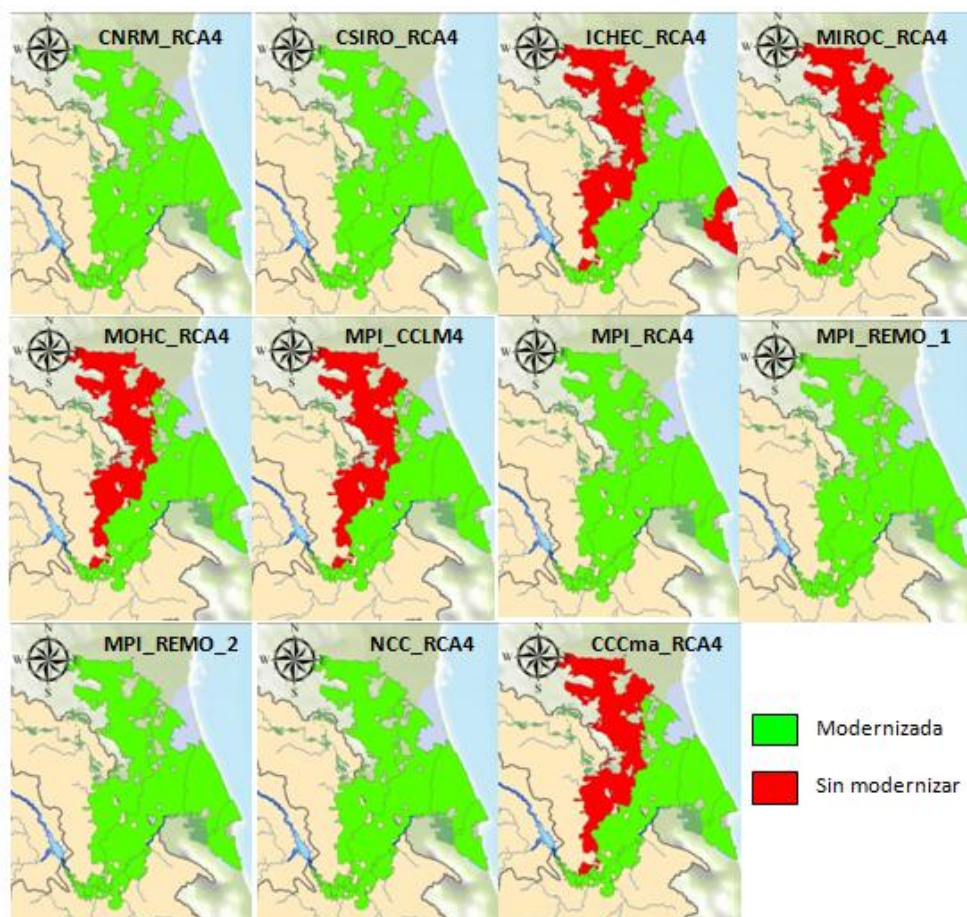 CNRM_RCA4
CSIRO_RCA4
ICHEC_RCA4
MIROC_RCA4
N
N
N
N
W
E
S
W
E
S
W
E
S
W
E
S
MOHC_RCA4
MPI_CCLM4
MPI_RCA4
MPI_REMO_1
N
N
N
N
W
E
S
W
E
S
W
E
S
W
E
S
MPI_REMO_2
NCC_RCA4
CCCma_RCA4
N
N
N
W
E
S
W
E
S
W
E
S
Modernizada
Sin modernizar